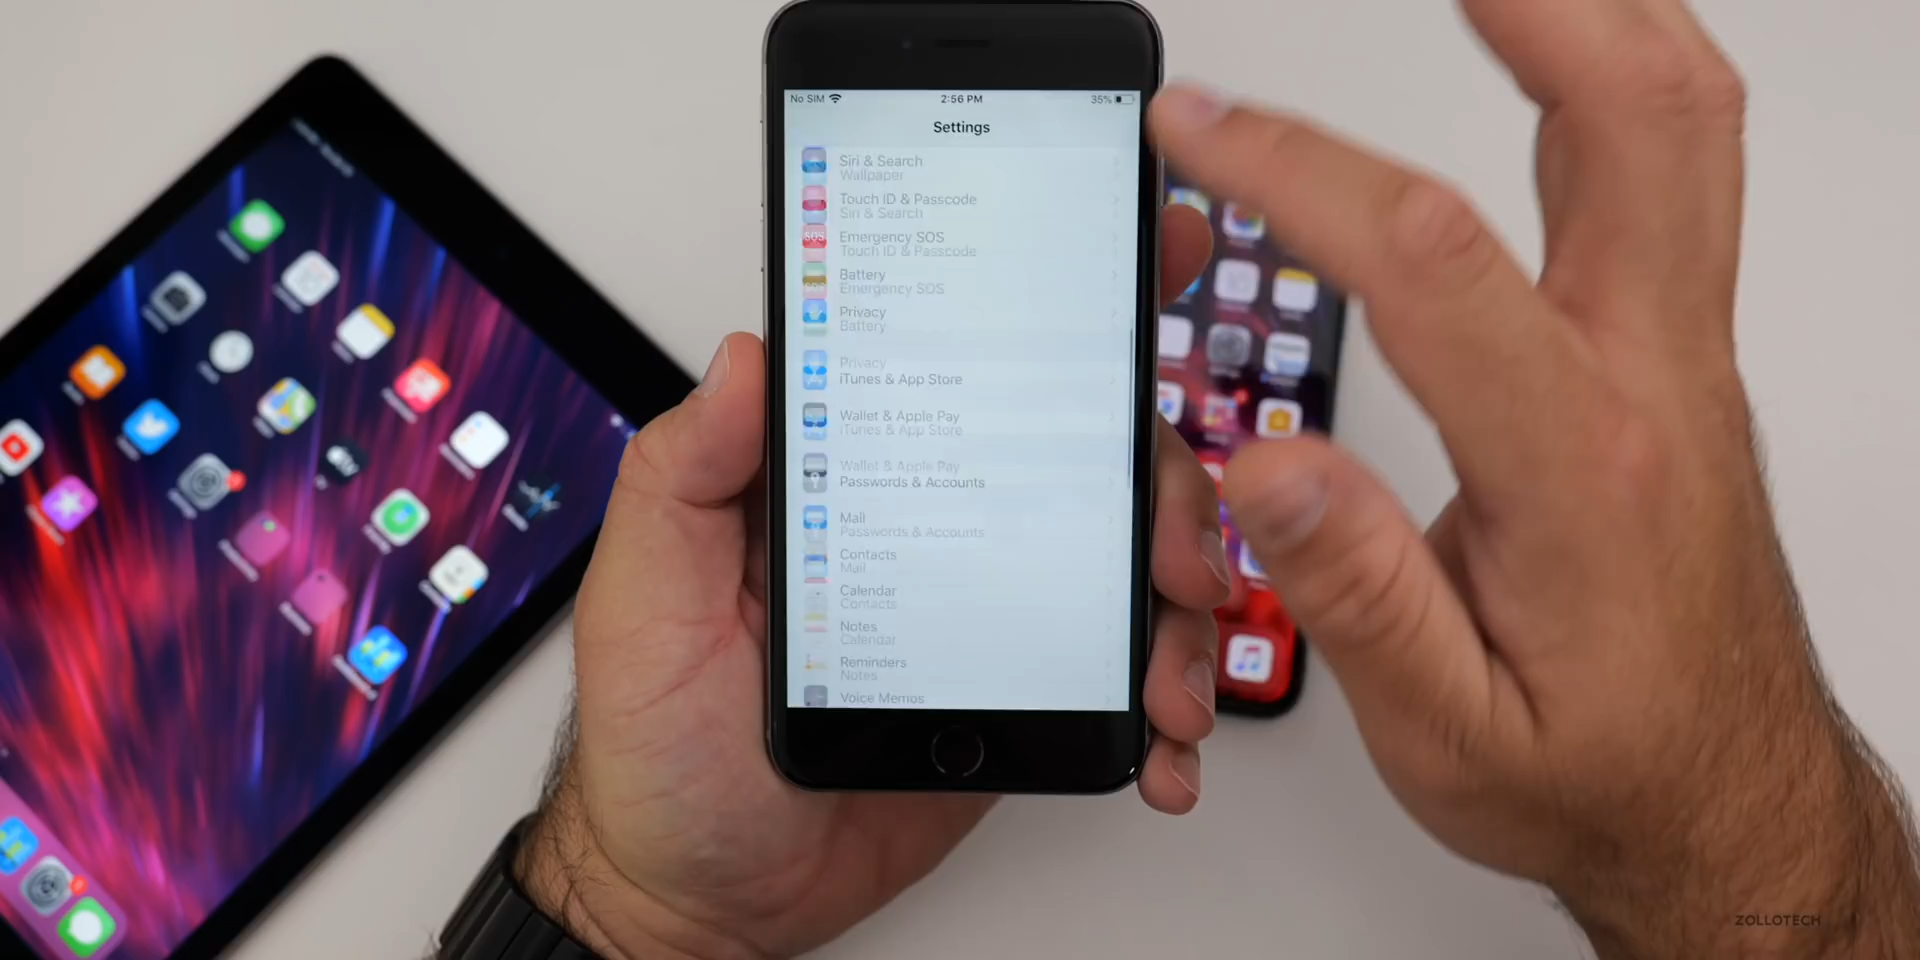 No SIM 2:56 PM 35%
Settings
Siri & Search
Wallpaper
Touch ID & Passcode
Siri & Search
SOS Emergency SOS
Touch ID & Passcode
Battery
SOS Emergency SOS
Privacy
Battery
Privacy
iTunes & App Store
Wallet & Apple Pay
iTunes & App Store
Wallet & Apple Pay
Passwords & Accounts
Mail
Passwords & Accounts
Contacts
Mail
Calendar
Contacts
Notes
Calendar
Reminders
Notes
Voice Memos
ZOLLOTECH